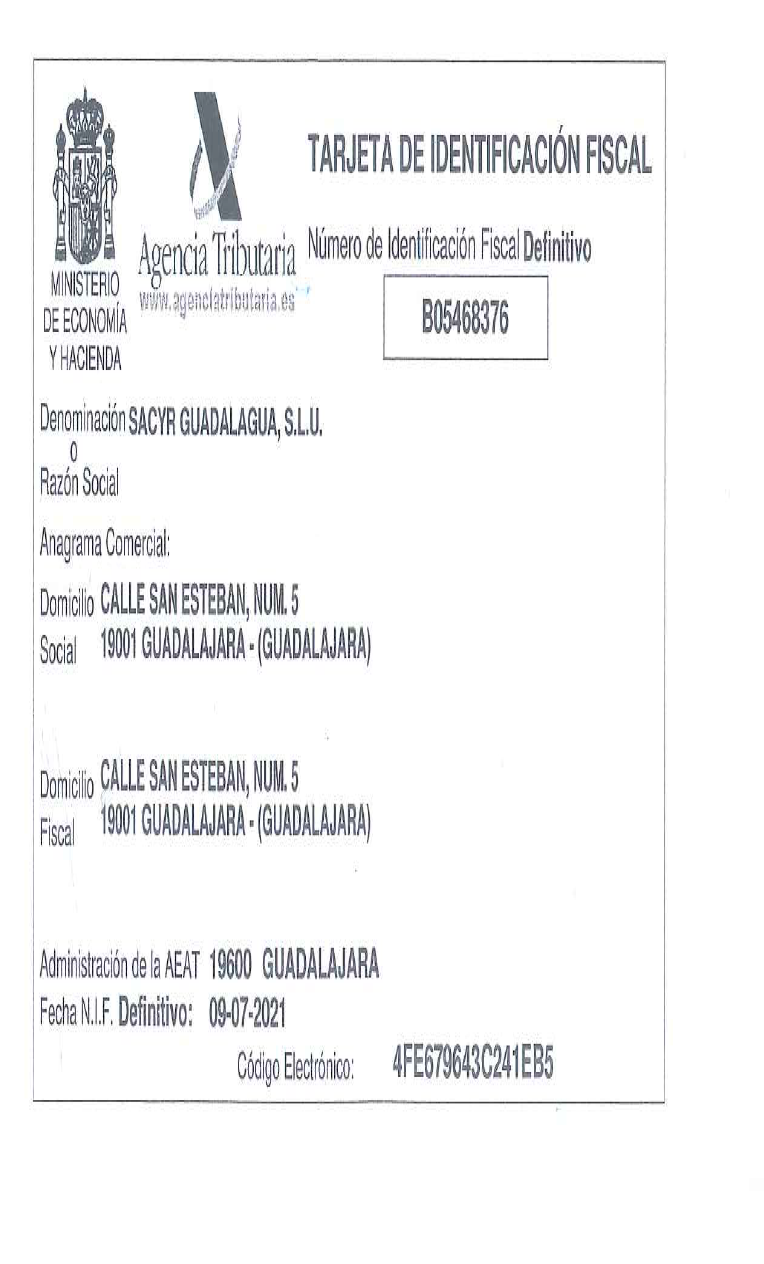 TARJETA DE IDENTIFICACIÓN FISCAL
Agencia Tributaria
www.agenciatributaria.es
Número de Identificación Fiscal Definitivo
B05468376
MINISTERIO
DE ECONOMÍA
Y HACIENDA
Denominación SACYR GUADALAGUA, S.L.U.
o
Razón Social
Anagrama Comercial:
Domicilio CALLE SAN ESTEBAN, NUM. 5
Social 19001 GUADALAJARA - (GUADALAJARA)
Domicilio CALLE SAN ESTEBAN, NUM. 5
Fiscal 19001 GUADALAJARA - (GUADALAJARA)
Administración de la AEAT 19600 GUADALAJARA
Fecha N.I.F. Definitivo: 09-07-2021
Código Electrónico: 4FE679643C241EB5